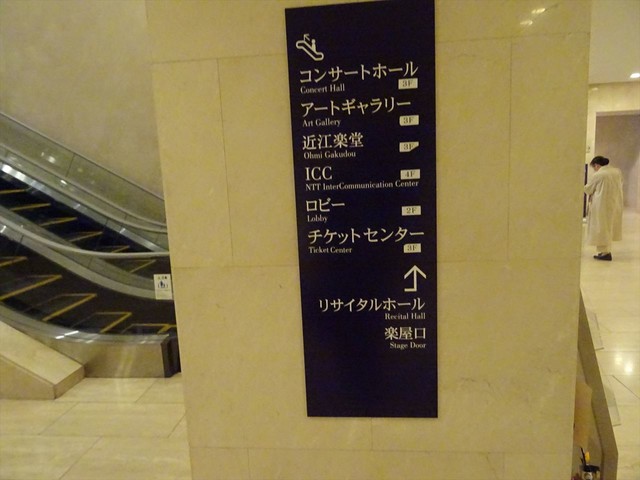 コンサートホール
Concert Hall 3F
アートギャラリー
Art Gallery 3F
近江楽堂 3F
Ohmi Gakudou
ICC 4F
NTT InterCommunication Center
ロビー
Lobby 2F
チケットセンター
Ticket Center 3F
リサイタルホール
Recital Hall
楽屋口
Stage Door